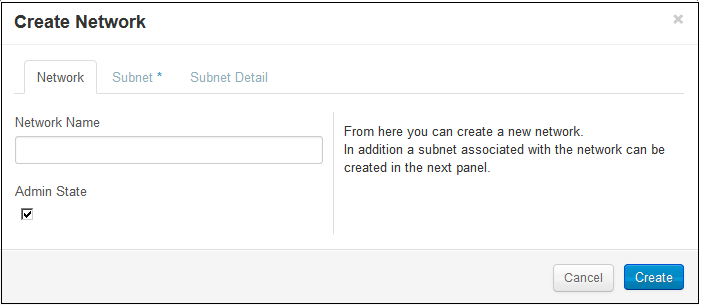 Create Network
×
Network Subnet * Subnet Detail
Network Name
Admin State
From here you can create a new network.
In addition a subnet associated with the network can be
created in the next panel.
Cancel Create